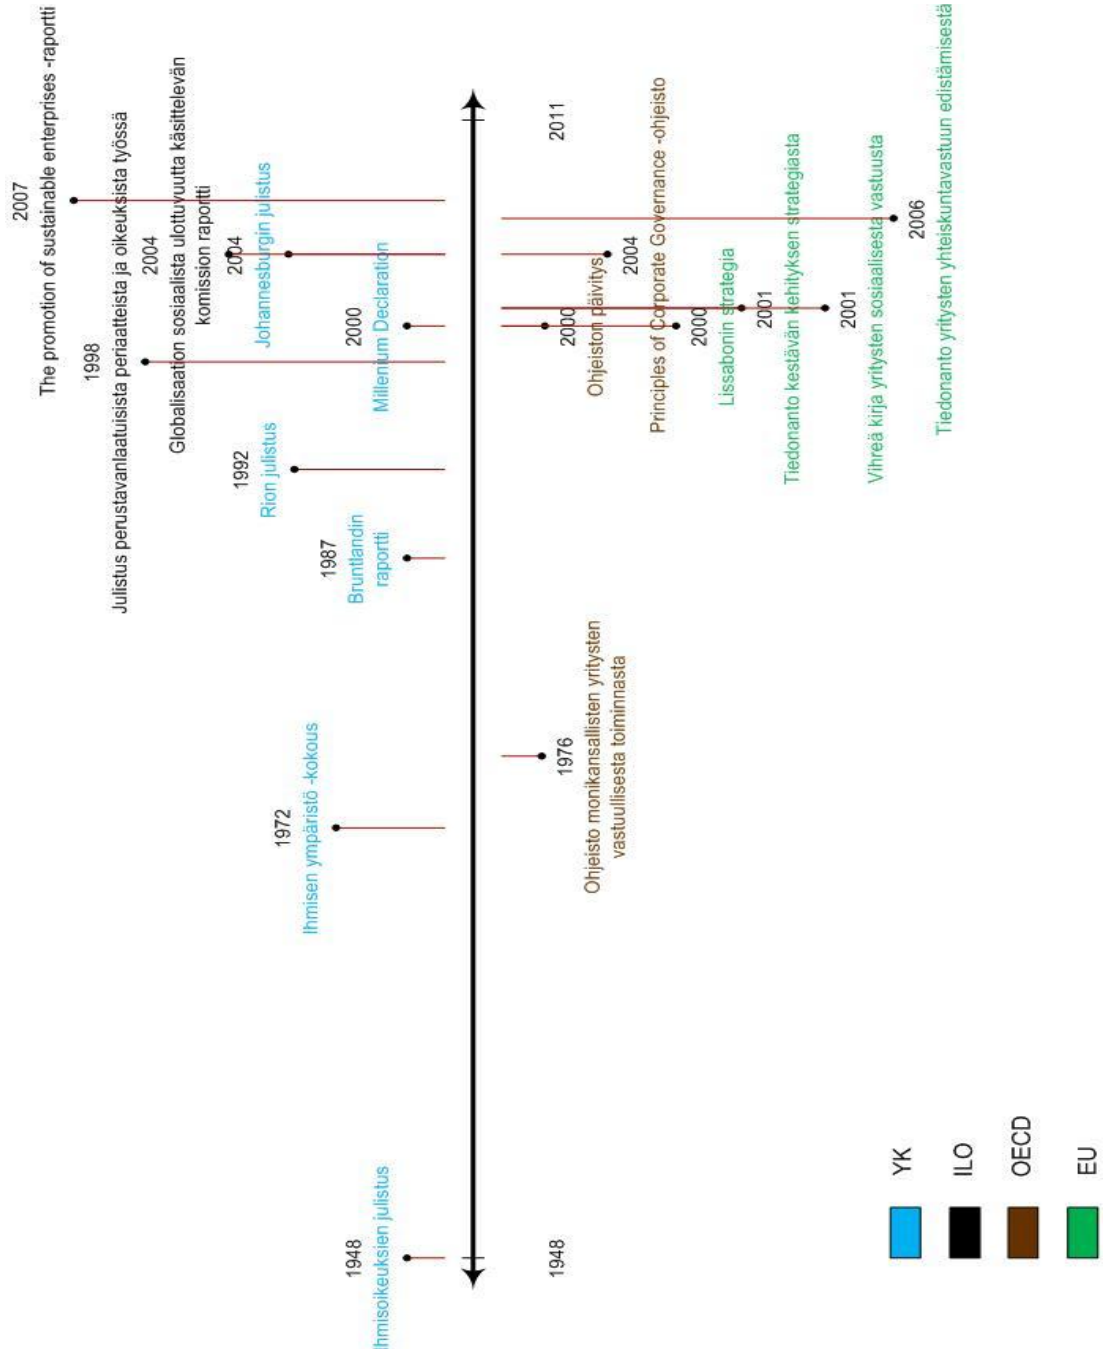 2007
The promotion of sustainable enterprises -raportti
1998
Julistus perustavanlaatuisista periaatteista ja oikeuksista työssä
2004
Globalisaation sosiaalista ulottuvuutta käsittelevän
komission raportti
2004
Johannesburgin julistus
1992
Rion julistus
1972
Ihmisen ympäristö -kokous
1987
Bruntlandin
raportti
2000
Millenium Declaration
1948
Ihmisoikeuksien julistus
1948
2011
1976
Ohjeisto monikansallisten yritysten
vastuullisesta toiminnasta
2000
Ohjeiston päivitys
2004
Principles of Corporate Governance -ohjeisto
2000
Lissabonin strategia
2001
Tiedonanto kestävän kehityksen strategiasta
2001
Vihreä kirja yritysten sosiaalisesta vastuusta
2006
Tiedonanto yritysten yhteiskuntavastuun edistämisestä
YK
ILO
OECD
EU